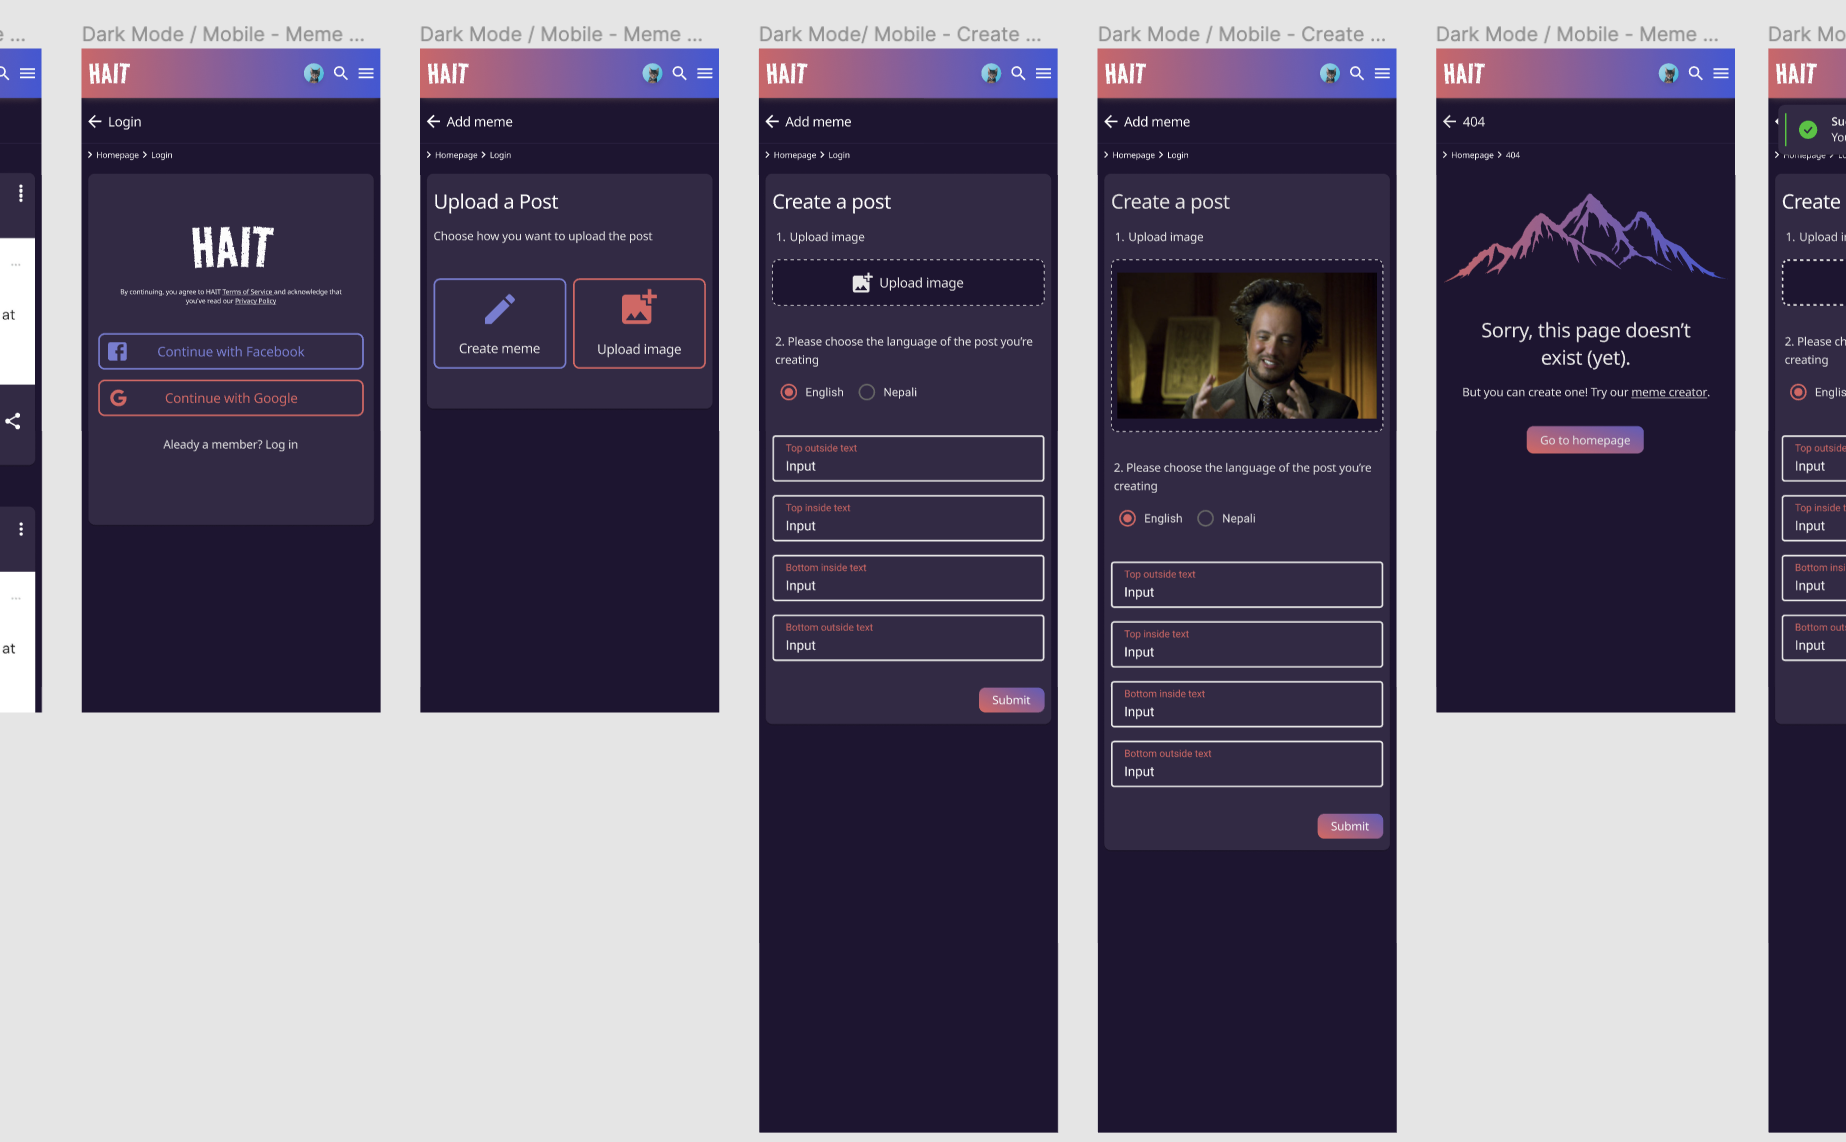 e ...
at
...
...
at
Dark Mode / Mobile - Meme ...
HAIT
Login
Homepage Login
HAIT
By continuing, you agree to HAIT Terms of Service and acknowledge that
you've read our Privacy Policy
Continue with Facebook
Continue with Google
Aleady a member? Log in
Dark Mode / Mobile - Meme ...
HAIT
Add meme
Homepage Login
Upload a Post
Choose how you want to upload the post
Create meme
Upload image
Dark Mode/ Mobile - Create ...
HAIT
Add meme
Homepage Login
Create a post
1. Upload image
Upload image
2. Please choose the language of the post you're
creating
English Nepali
Top outside text
Input
Top inside text
Input
Bottom inside text
Input
Bottom outside text
Input
Submit
Dark Mode / Mobile - Create ...
HAIT
Add meme
Homepage Login
Create a post
1. Upload image
2. Please choose the language of the post you're
creating
English Nepali
Top outside text
Input
Top inside text
Input
Bottom inside text
Input
Bottom outside text
Input
Submit
Dark Mode / Mobile - Meme ...
HAIT
404
Homepage 404
Sorry, this page doesn't
exist (yet).
But you can create one! Try our meme creator.
Go to homepage
Dark Mo
HAIT
Su
You
Create
1. Upload i
2. Please ch
creating
Englis
Top outside
Input
Top inside t
Input
Bottom insi
Input
Bottom out
Input